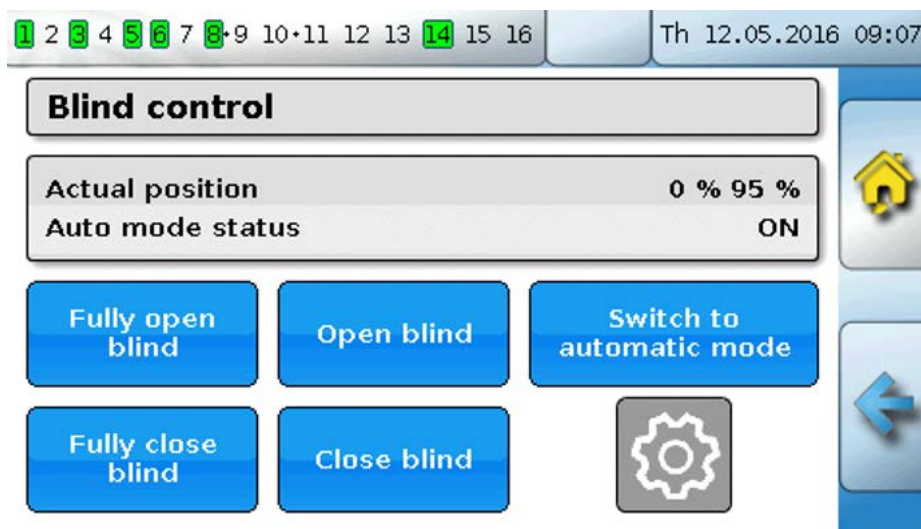 1 2 3 4 5 6 7 8·9 10·11 12 13 14 15 16 Th 12.05.2016 09:07
Blind control
Actual position 0 % 95 %
Auto mode status ON
Fully open
blind
Open blind
Switch to
automatic mode
Fully close
blind
Close blind